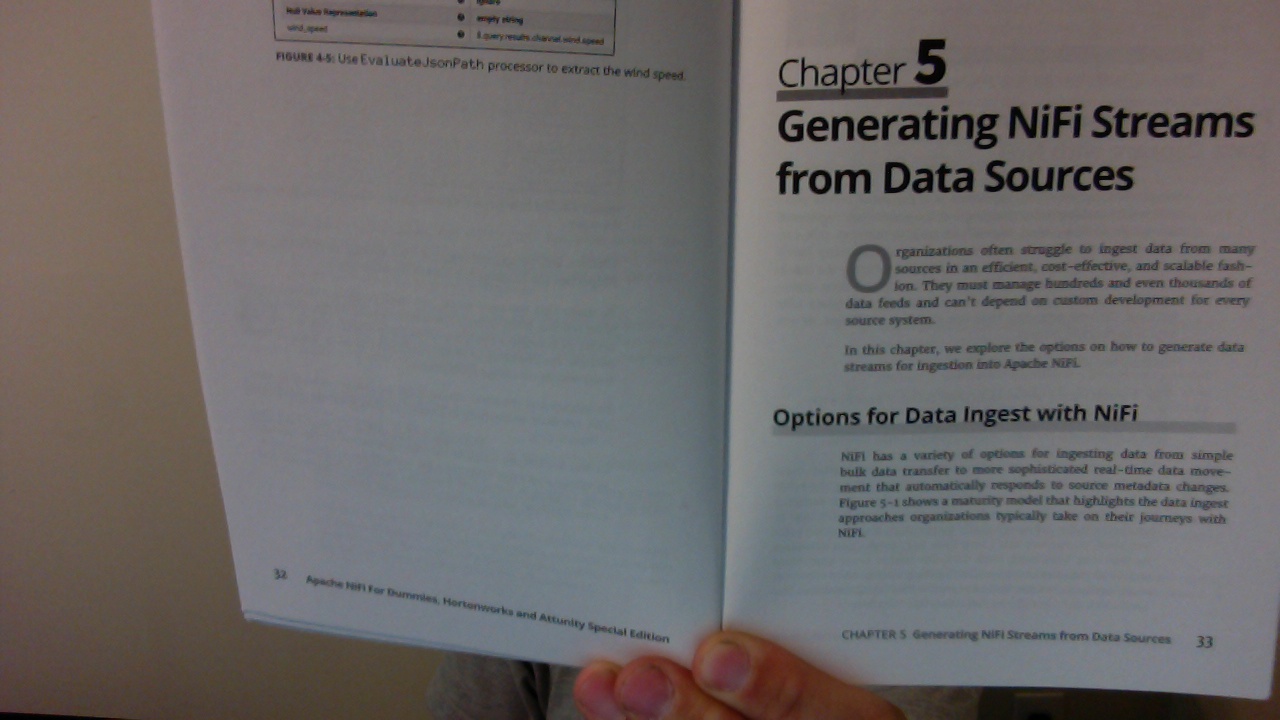 ignore
Null Value Representation
empty string
wind_speed
$.query.results.channel.wind.speed
FIGURE 4-5: Use EvaluateJsonPath processor to extract the wind speed.
32 Apache NiFi For Dummies, Hortonworks and Attunity Special Edition
Chapter 5
Generating NiFi Streams
from Data Sources
Organizations often struggle to ingest data from many
sources in an efficient, cost-effective, and scalable fash-
ion. They must manage hundreds and even thousands of
data feeds and can't depend on custom development for every
source system.
In this chapter, we explore the options on how to generate data
streams for ingestion into Apache NiFi.
Options for Data Ingest with NiFi
NiFi has a variety of options for ingesting data from simple
bulk data transfer to more sophisticated real-time data move-
ment that automatically responds to source metadata changes.
Figure 5-1 shows a maturity model that highlights the data ingest
approaches organizations typically take on their journeys with
NiFi.
CHAPTER 5 Generating NiFi Streams from Data Sources 33